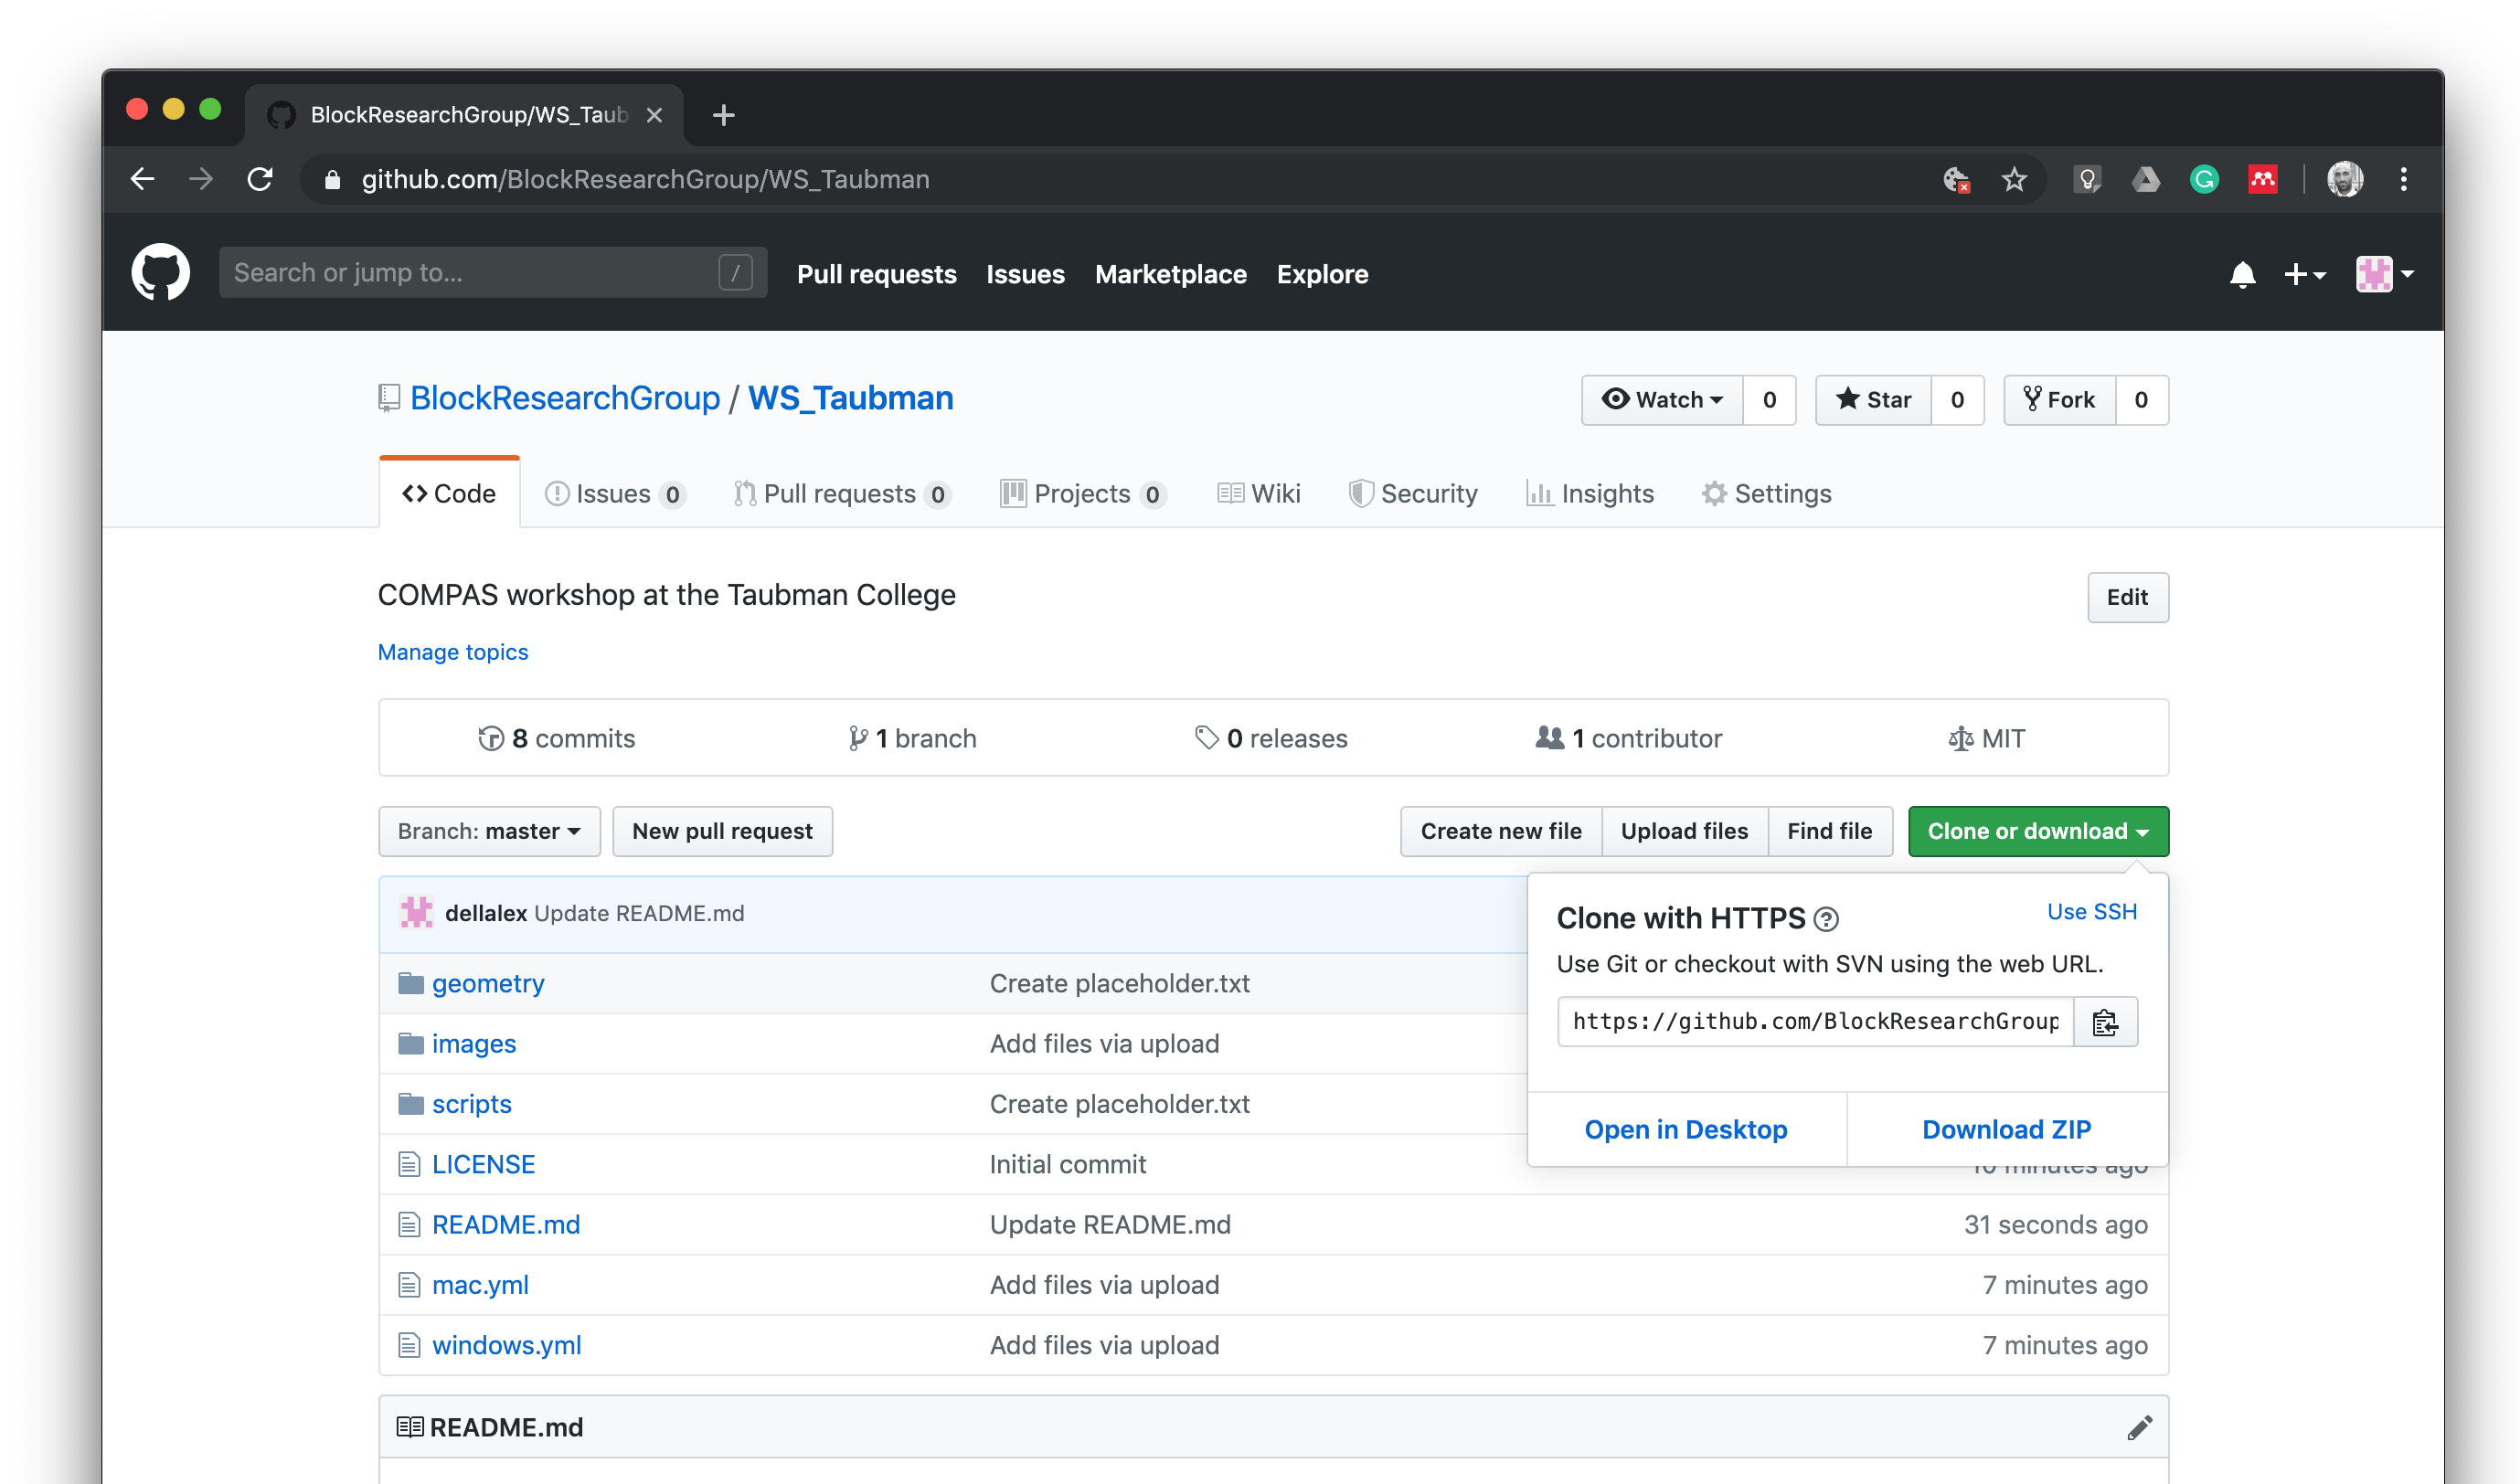 BlockResearchGroup/WS_Taub
github.com/BlockResearchGroup/WS_Taubman
Search or jump to... /
Pull requests Issues Marketplace Explore
BlockResearchGroup / WS_Taubman
Watch 0 Star 0 Fork 0
Code Issues 0 Pull requests 0 Projects 0 Wiki Security Insights Settings
COMPAS workshop at the Taubman College
Edit
Manage topics
8 commits 1 branch 0 releases 1 contributor MIT
Branch: master New pull request Create new file Upload files Find file Clone or download
dellalex Update README.md
Clone with HTTPS ? Use SSH
Use Git or checkout with SVN using the web URL.
https://github.com/BlockResearchGroup
Open in Desktop Download ZIP
geometry Create placeholder.txt
images Add files via upload
scripts Create placeholder.txt
LICENSE Initial commit 10 minutes ago
README.md Update README.md 31 seconds ago
mac.yml Add files via upload 7 minutes ago
windows.yml Add files via upload 7 minutes ago
README.md